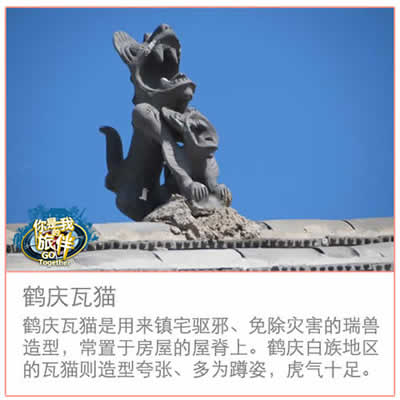 你是我
旅伴
GO!
Together
鹤庆瓦猫
鹤庆瓦猫是用来镇宅驱邪、免除灾害的瑞兽
造型，常置于房屋的屋脊上。鹤庆白族地区
的瓦猫则造型夸张、多为蹲姿，虎气十足。